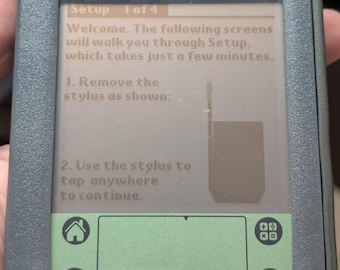 Setup 1 of 4
Welcome. The following screens
will walk you through Setup,
which takes just a few minutes.
1. Remove the
stylus as shown:
2. Use the stylus to
tap anywhere
to continue.